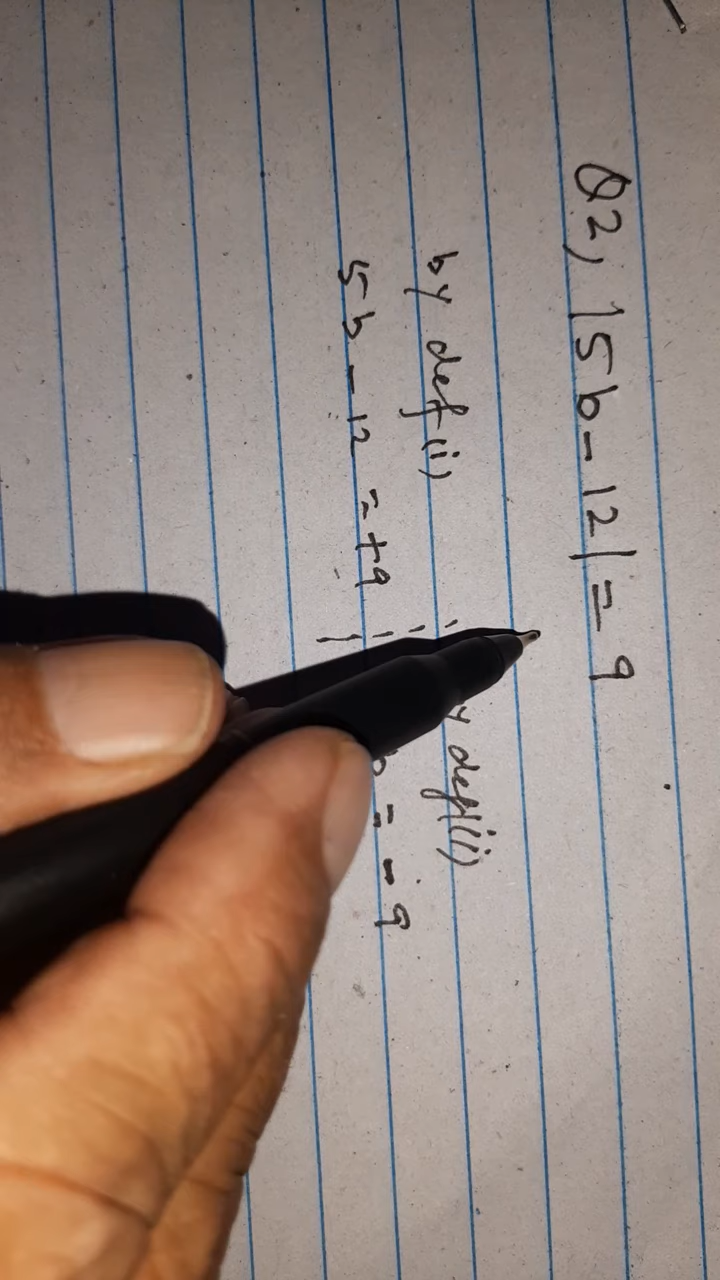 Q2, |5b - 12| = 9
by def(i) def(ii)
5b - 12 = +9 = - 9